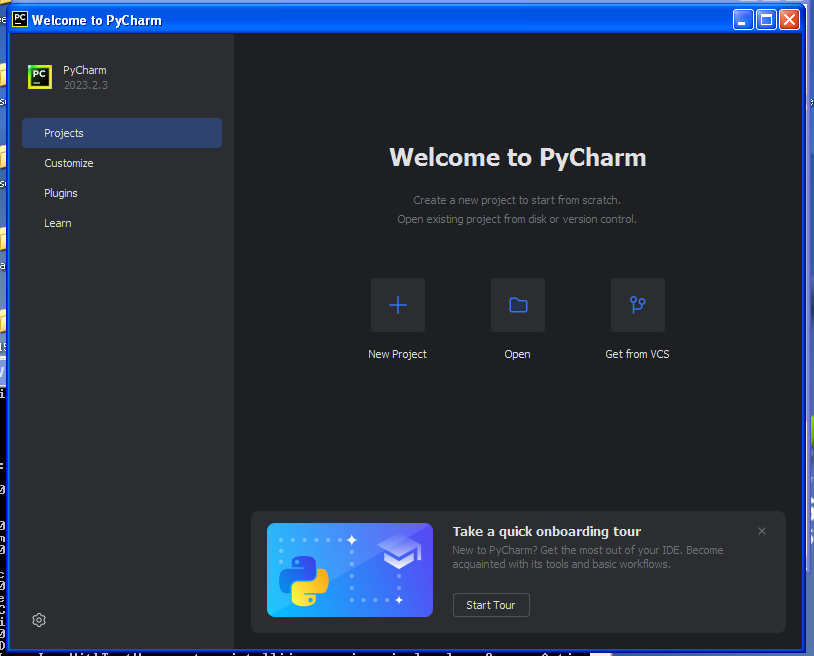 Welcome to PyCharm
PC
PyCharm
2023.2.3
Projects
Customize
Plugins
Learn
Welcome to PyCharm
Create a new project to start from scratch.
Open existing project from disk or version control.
New Project
Open
Get from VCS
Take a quick onboarding tour
New to PyCharm? Get the most out of your IDE. Become
acquainted with its tools and basic workflows.
Start Tour